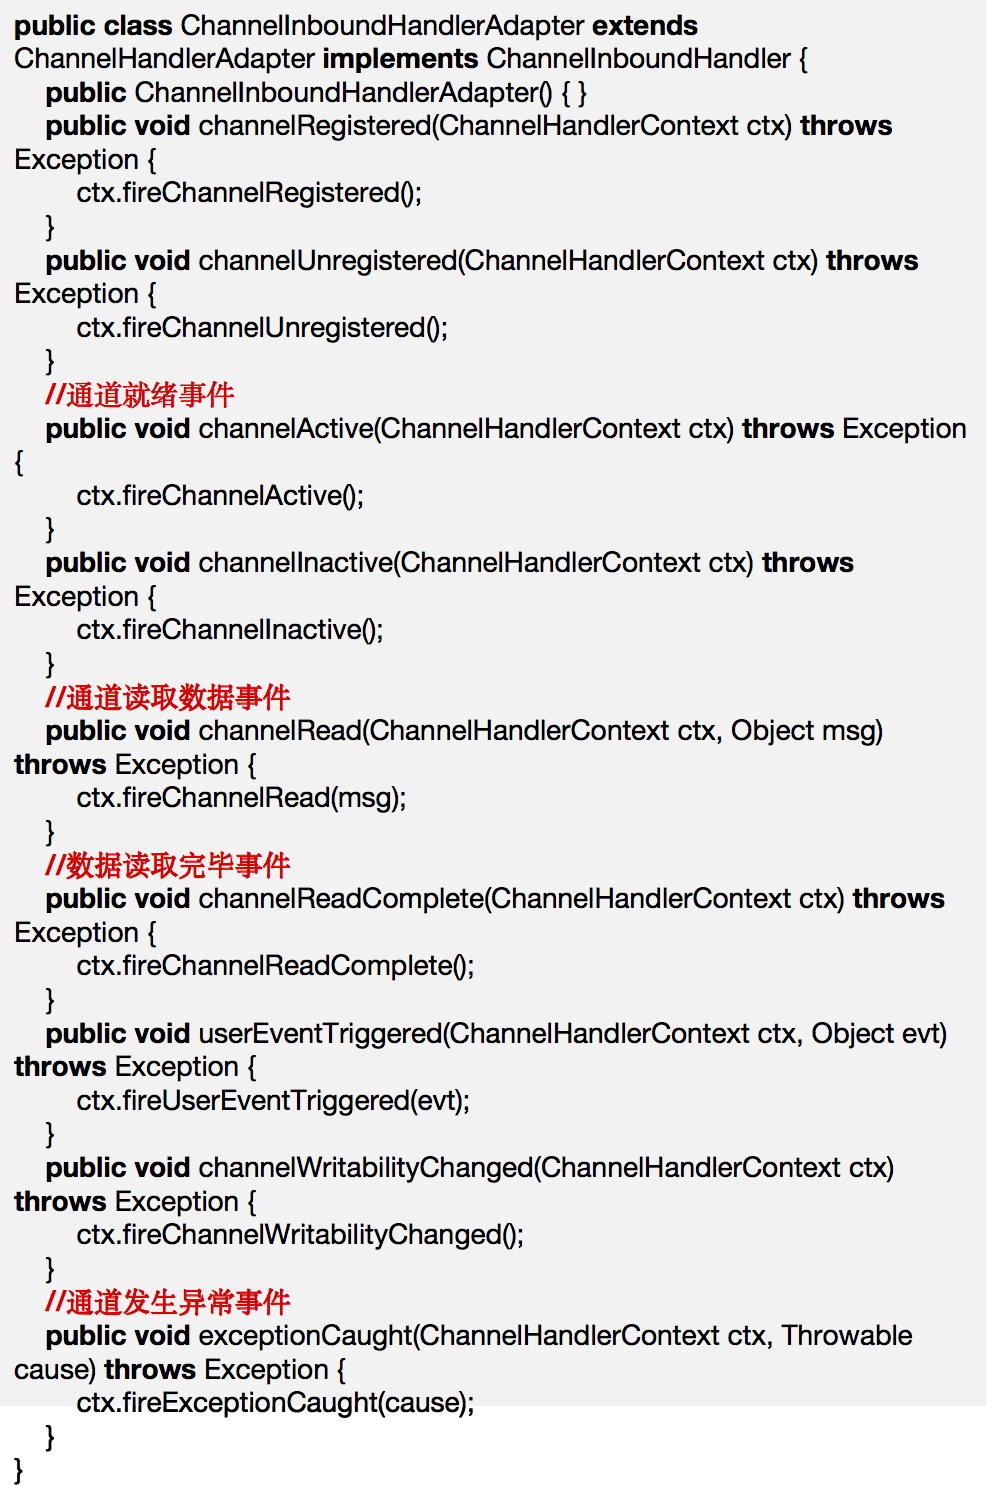 public class ChannelInboundHandlerAdapter extends
ChannelHandlerAdapter implements ChannelInboundHandler {
    public ChannelInboundHandlerAdapter() { }
    public void channelRegistered(ChannelHandlerContext ctx) throws
Exception {
        ctx.fireChannelRegistered();
    }
    public void channelUnregistered(ChannelHandlerContext ctx) throws
Exception {
        ctx.fireChannelUnregistered();
    }
    //通道就绪事件
    public void channelActive(ChannelHandlerContext ctx) throws Exception
{
        ctx.fireChannelActive();
    }
    public void channelInactive(ChannelHandlerContext ctx) throws
Exception {
        ctx.fireChannelInactive();
    }
    //通道读取数据事件
    public void channelRead(ChannelHandlerContext ctx, Object msg)
throws Exception {
        ctx.fireChannelRead(msg);
    }
    //数据读取完毕事件
    public void channelReadComplete(ChannelHandlerContext ctx) throws
Exception {
        ctx.fireChannelReadComplete();
    }
    public void userEventTriggered(ChannelHandlerContext ctx, Object evt)
throws Exception {
        ctx.fireUserEventTriggered(evt);
    }
    public void channelWritabilityChanged(ChannelHandlerContext ctx)
throws Exception {
        ctx.fireChannelWritabilityChanged();
    }
    //通道发生异常事件
    public void exceptionCaught(ChannelHandlerContext ctx, Throwable
cause) throws Exception {
        ctx.fireExceptionCaught(cause);
    }
}